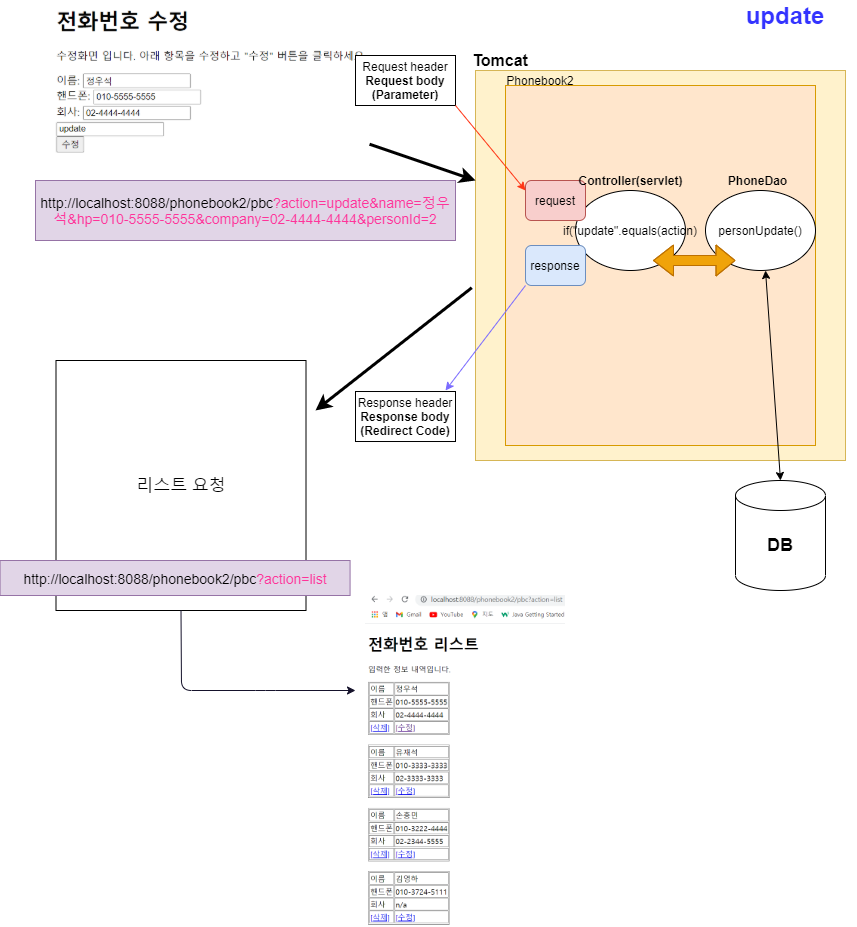 update
전화번호 수정
수정화면 입니다. 아래 항목을 수정하고 "수정" 버튼을 클릭하세요
이름: 정우석
핸드폰: 010-5555-5555
회사: 02-4444-4444
update
수정
Request header
Request body
(Parameter)
Tomcat
Phonebook2
http://localhost:8088/phonebook2/pbc?action=update&name=정우
석&hp=010-5555-5555&company=02-4444-4444&personId=2
request
Controller(servlet)
if("update".equals(action)
response
PhoneDao
personUpdate()
Response header
Response body
(Redirect Code)
DB
리스트 요청
http://localhost:8088/phonebook2/pbc?action=list
localhost:8088/phonebook2/pbc?action=list
Gmail YouTube 지도 Java Getting Started
전화번호 리스트
입력한 정보 내역입니다.
이름 정우석
핸드폰 010-5555-5555
회사 02-4444-4444
[삭제] [수정]
이름 유재석
핸드폰 010-3333-3333
회사 02-3333-3333
[삭제] [수정]
이름 손흥민
핸드폰 010-3222-4444
회사 02-2344-5555
[삭제] [수정]
이름 김영하
핸드폰 010-3724-5111
회사 n/a
[삭제] [수정]